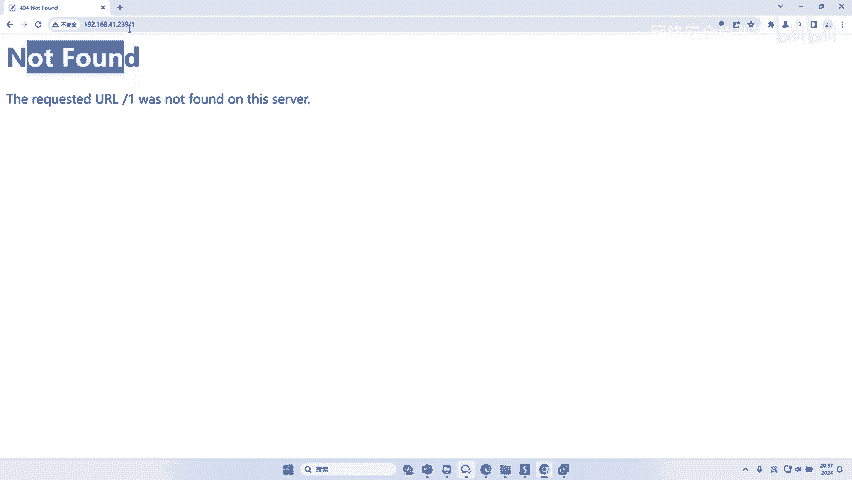 404 Not Found
不安全 192.168.41.239/1
Not Found
The requested URL /1 was not found on this server.
搜索
20:37
2024